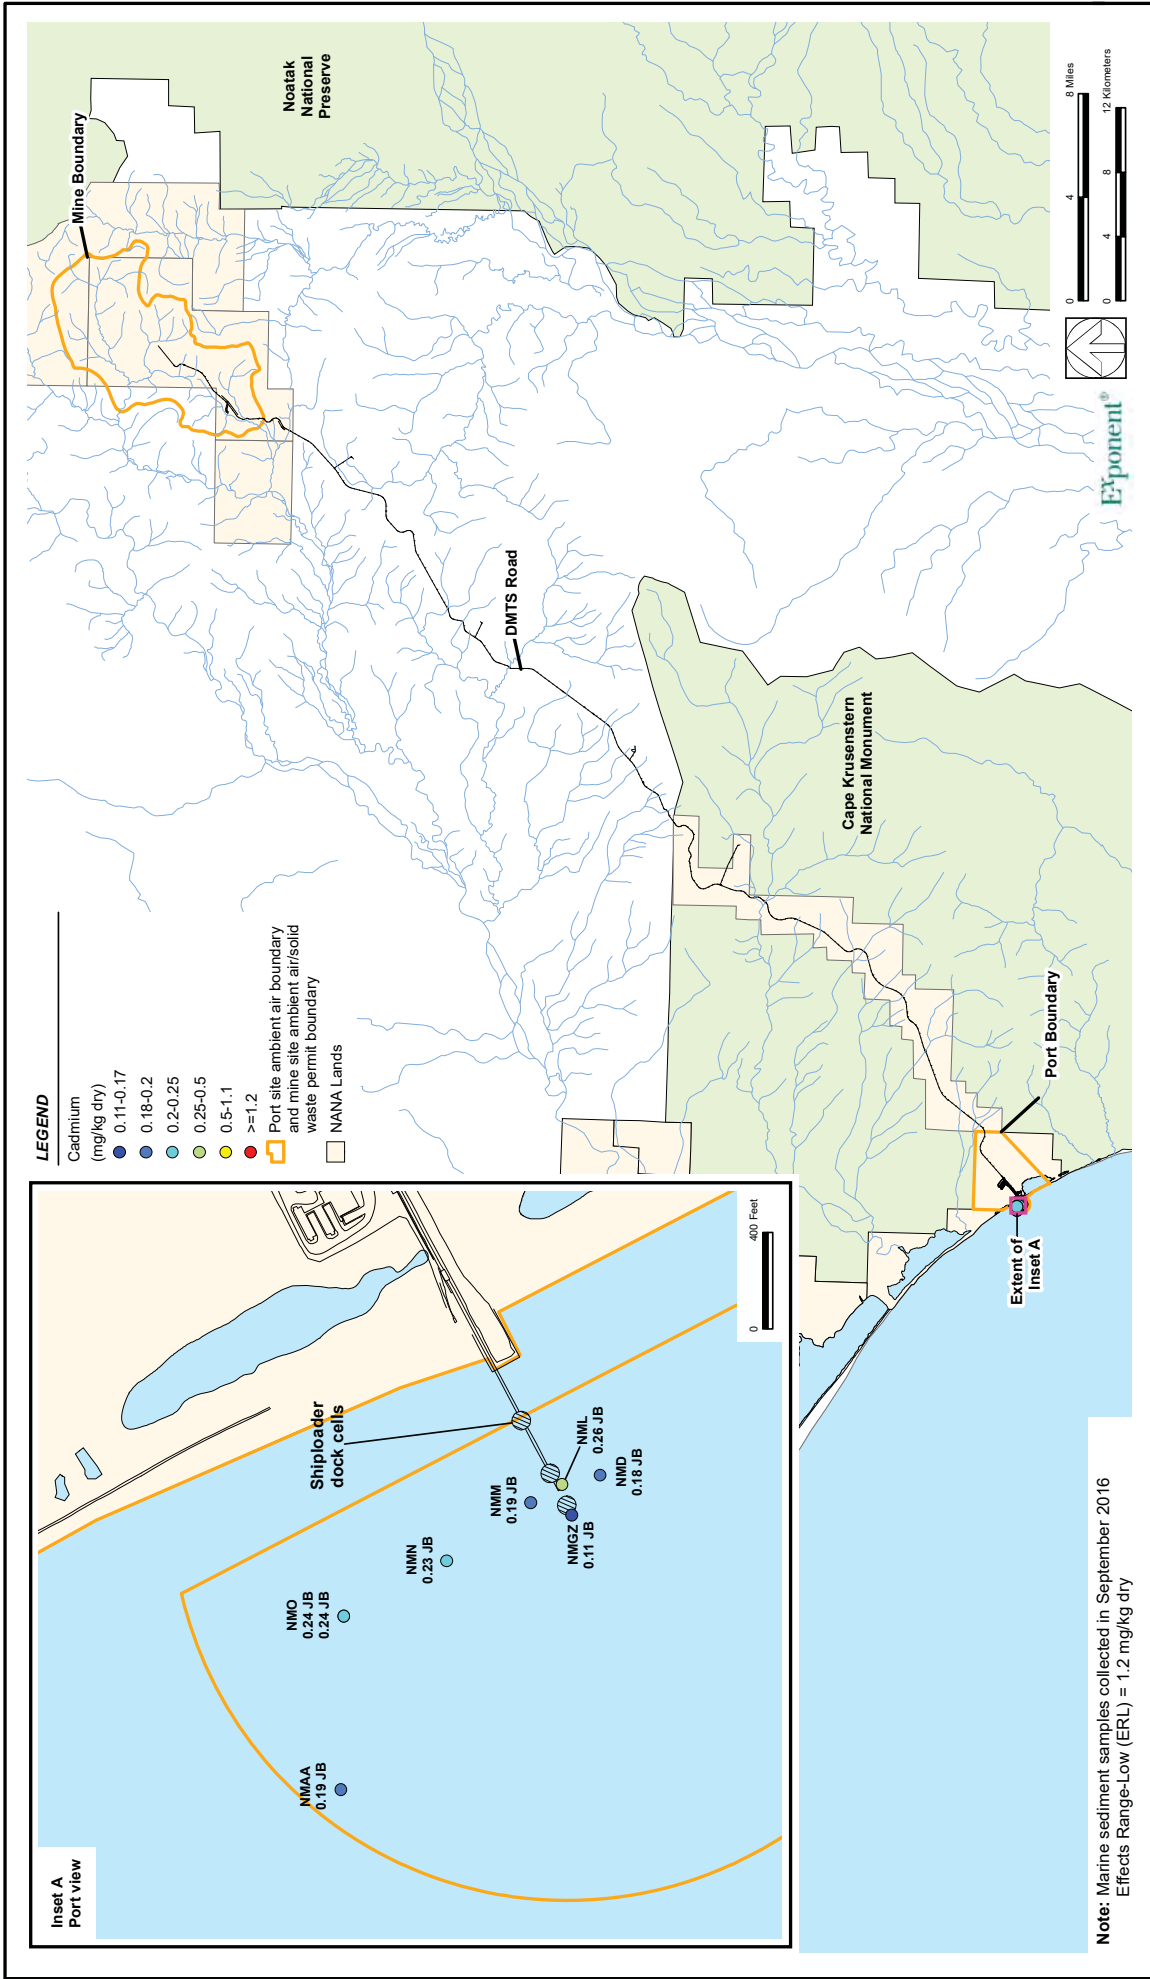 Inset A
Port view
NMAA
0.19 JB
NMO
0.24 JB
0.24 JB
NMN
0.23 JB
NMM
0.19 JB
NMGZ
0.11 JB
NML
0.26 JB
NMD
0.18 JB
Shiploader
dock cells
0 400 Feet
LEGEND
Cadmium
(mg/kg dry)
0.11-0.17
0.18-0.2
0.2-0.25
0.25-0.5
0.5-1.1
>=1.2
Port site ambient air boundary
and mine site ambient air/solid
waste permit boundary
NANA Lands
Mine Boundary
Noatak
National
Preserve
DMTS Road
Cape Krusenstern
National Monument
Port Boundary
Extent of
Inset A
Note: Marine sediment samples collected in September 2016
Effects Range-Low (ERL) = 1.2 mg/kg dry
Exponent®
0 4 8 Miles
0 4 8 12 Kilometers